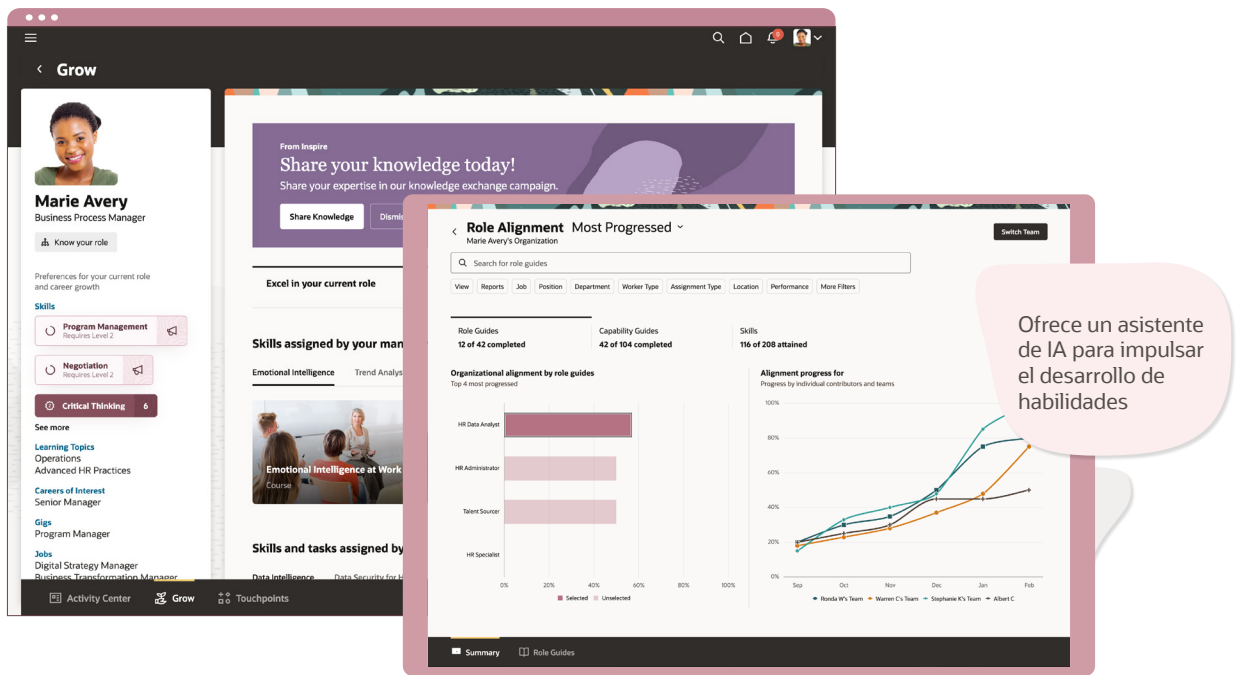 Grow
Marie Avery
Business Process Manager
Know your role
Preferences for your current role
and career growth
Skills
Program Management
Requires Level 2
Negotiation
Requires Level 2
Critical Thinking 6
See more
Learning Topics
Operations
Advanced HR Practices
Careers of Interest
Senior Manager
Gigs
Program Manager
Jobs
Digital Strategy Manager
Business Transformation Manager
From Inspire
Share your knowledge today!
Share your expertise in our knowledge exchange campaign.
Share Knowledge
Excel in your current role
Skills assigned by your
Emotional Intelligence Trend
Emotional Intelligence at Work
Course
Skills and tasks assigned by
Data Intelligence Data Security for
Activity Center Grow Touchpoints
Role Alignment Most Progressed
Marie Avery's Organization
Switch Team
Search for role guides
View Reports Job Position Department Worker Type Assignment Type Location Performance More Filters
Role Guides Capability Guides Skills
12 of 42 completed 42 of 104 completed 116 of 208 attained
Organizational alignment by role guides
Top 4 most progressed
HR Data Analyst
HR Administrator
Talent Sourcer
HR Specialist
0% 20% 40% 60% 80% 100%
Selected Unselected
Alignment progress for
Progress by individual contributors and teams
100%
80%
60%
40%
20%
0%
Sep Oct Nov Dec Jan Feb
Ronda W's Team Warren C's Team Stephanie K's Team Albert C
Summary Role Guides
Ofrece un asistente
de IA para impulsar
el desarrollo de
habilidades